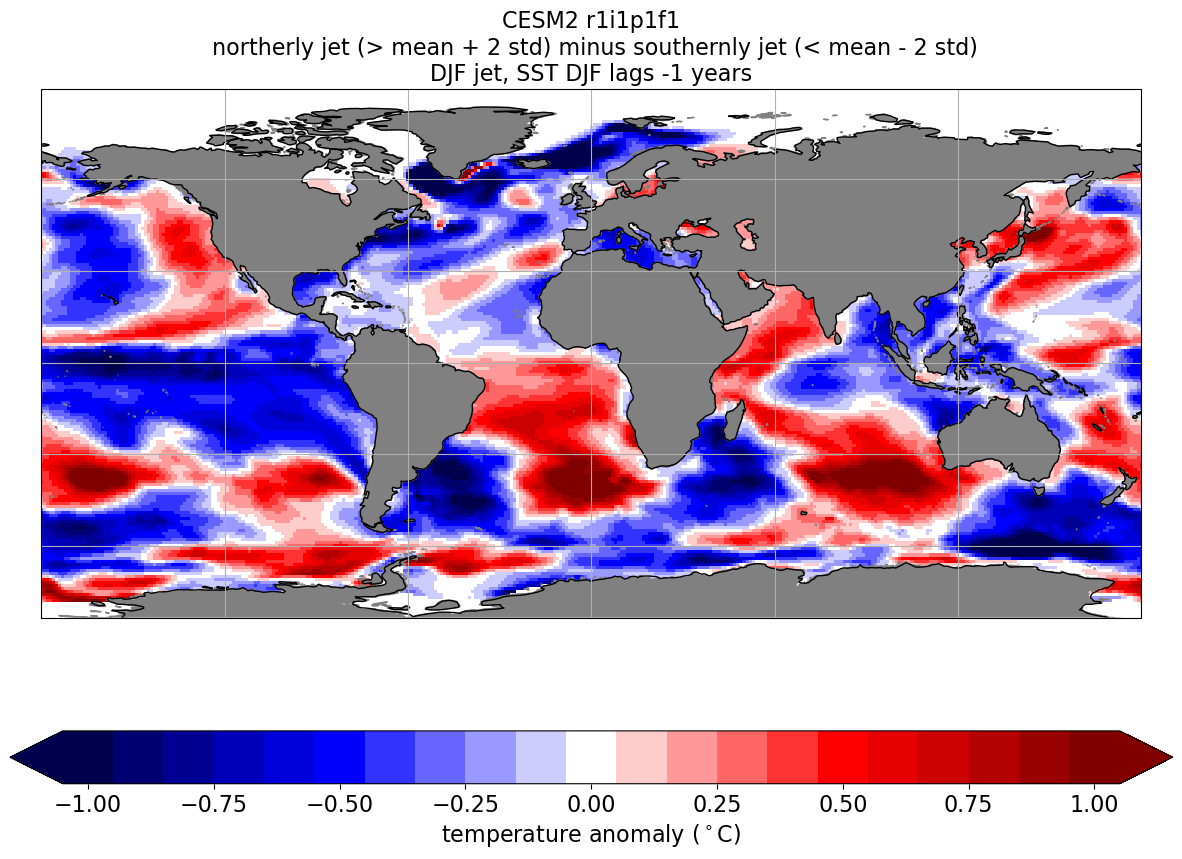 CESM2 r1i1p1f1
northerly jet (> mean + 2 std) minus southernly jet (< mean - 2 std)
DJF jet, SST DJF lags -1 years
−1.00 −0.75 −0.50 −0.25 0.00 0.25 0.50 0.75 1.00
temperature anomaly (°C)